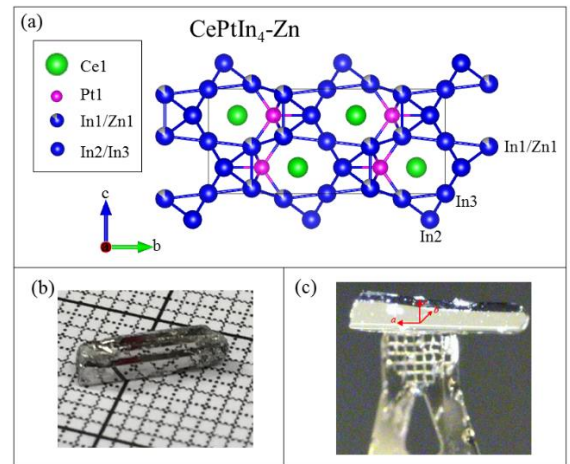 (a)
CePtIn₄-Zn
Ce1
Pt1
In1/Zn1
In2/In3
In1/Zn1
In3
In2
c
b
(b)
(c)
a
b